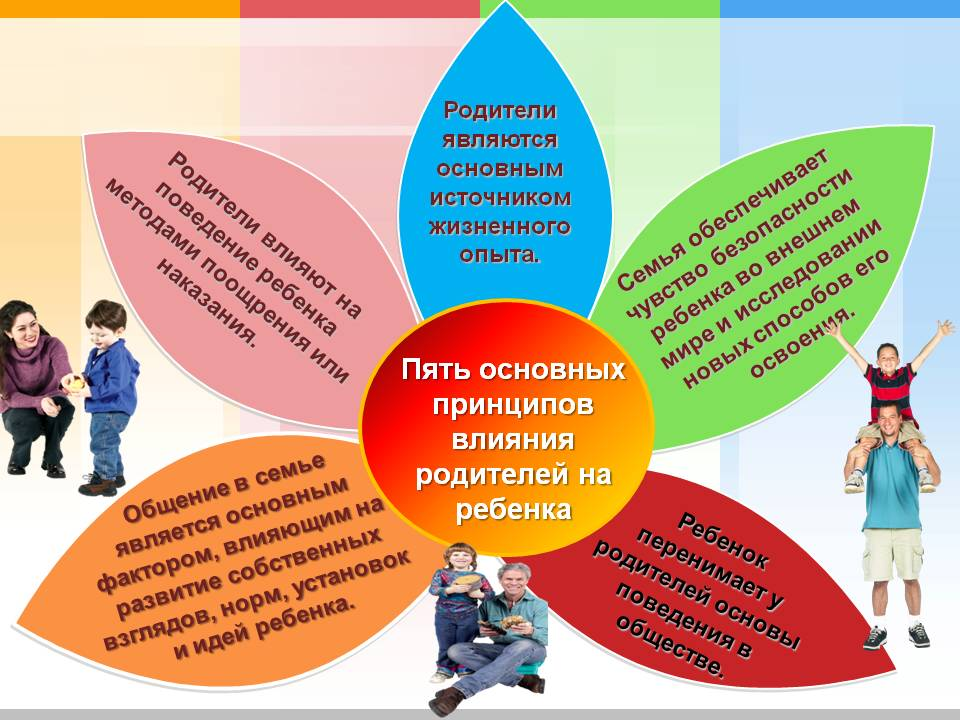 Родители
являются
основным
источником
жизненного
опыта.
Семья обеспечивает
чувство безопасности
ребенка во внешнем
мире и исследовании
новых способов его
освоения.
Ребенок
перенимает у
родителей основы
поведения в
обществе.
Общение в семье
является основным
фактором, влияющим на
развитие собственных
взглядов, норм, установок
и идей ребенка.
Родители влияют на
поведение ребенка
методами поощрения или
наказания.
Пять основных
принципов
влияния
родителей на
ребенка